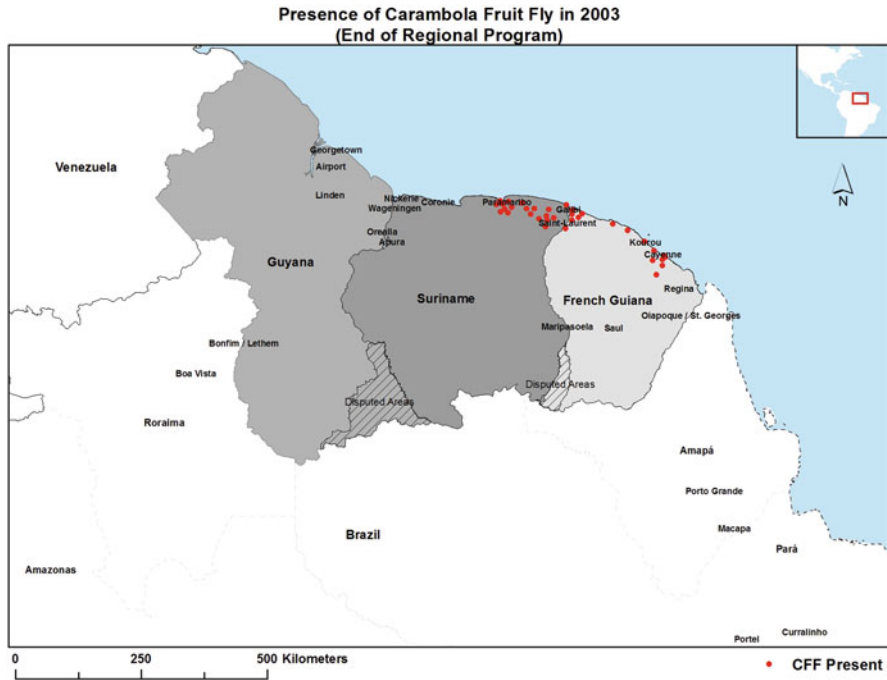 Presence of Carambola Fruit Fly in 2003
(End of Regional Program)
Venezuela
Georgetown
Airport
Linden
Nickerie
Wageningen
Coronie
Paramaribo
Galibi
Saint-Laurent
Orealla
Apura
Kourou
Cayenne
N
Guyana
Suriname
French Guiana
Regina
Oiapoque / St. Georges
Maripasoela
Saul
Bonfim / Lethem
Boa Vista
Disputed Areas
Disputed Areas
Roraima
Amapá
Porto Grande
Macapa
Brazil
Pará
Amazonas
Portel
Curralinho
0 250 500 Kilometers
CFF Present